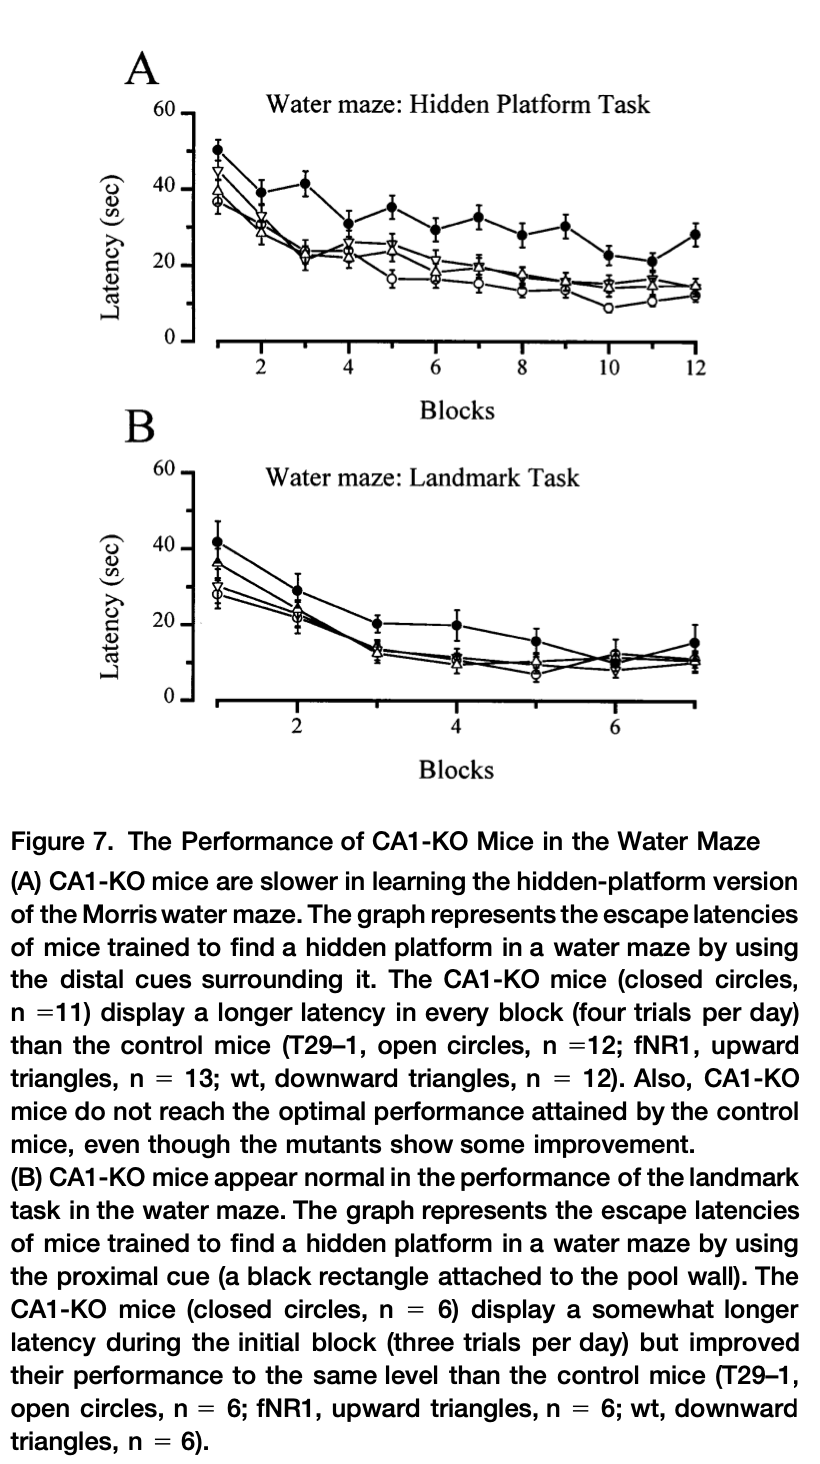 A
Water maze: Hidden Platform Task
60
40
20
0
Latency (sec)
2 4 6 8 10 12
Blocks
B
Water maze: Landmark Task
60
40
20
0
Latency (sec)
2 4 6
Blocks
Figure 7. The Performance of CA1-KO Mice in the Water Maze
(A) CA1-KO mice are slower in learning the hidden-platform version
of the Morris water maze. The graph represents the escape latencies
of mice trained to find a hidden platform in a water maze by using
the distal cues surrounding it. The CA1-KO mice (closed circles,
n =11) display a longer latency in every block (four trials per day)
than the control mice (T29–1, open circles, n =12; fNR1, upward
triangles, n = 13; wt, downward triangles, n = 12). Also, CA1-KO
mice do not reach the optimal performance attained by the control
mice, even though the mutants show some improvement.
(B) CA1-KO mice appear normal in the performance of the landmark
task in the water maze. The graph represents the escape latencies
of mice trained to find a hidden platform in a water maze by using
the proximal cue (a black rectangle attached to the pool wall). The
CA1-KO mice (closed circles, n = 6) display a somewhat longer
latency during the initial block (three trials per day) but improved
their performance to the same level than the control mice (T29–1,
open circles, n = 6; fNR1, upward triangles, n = 6; wt, downward
triangles, n = 6).